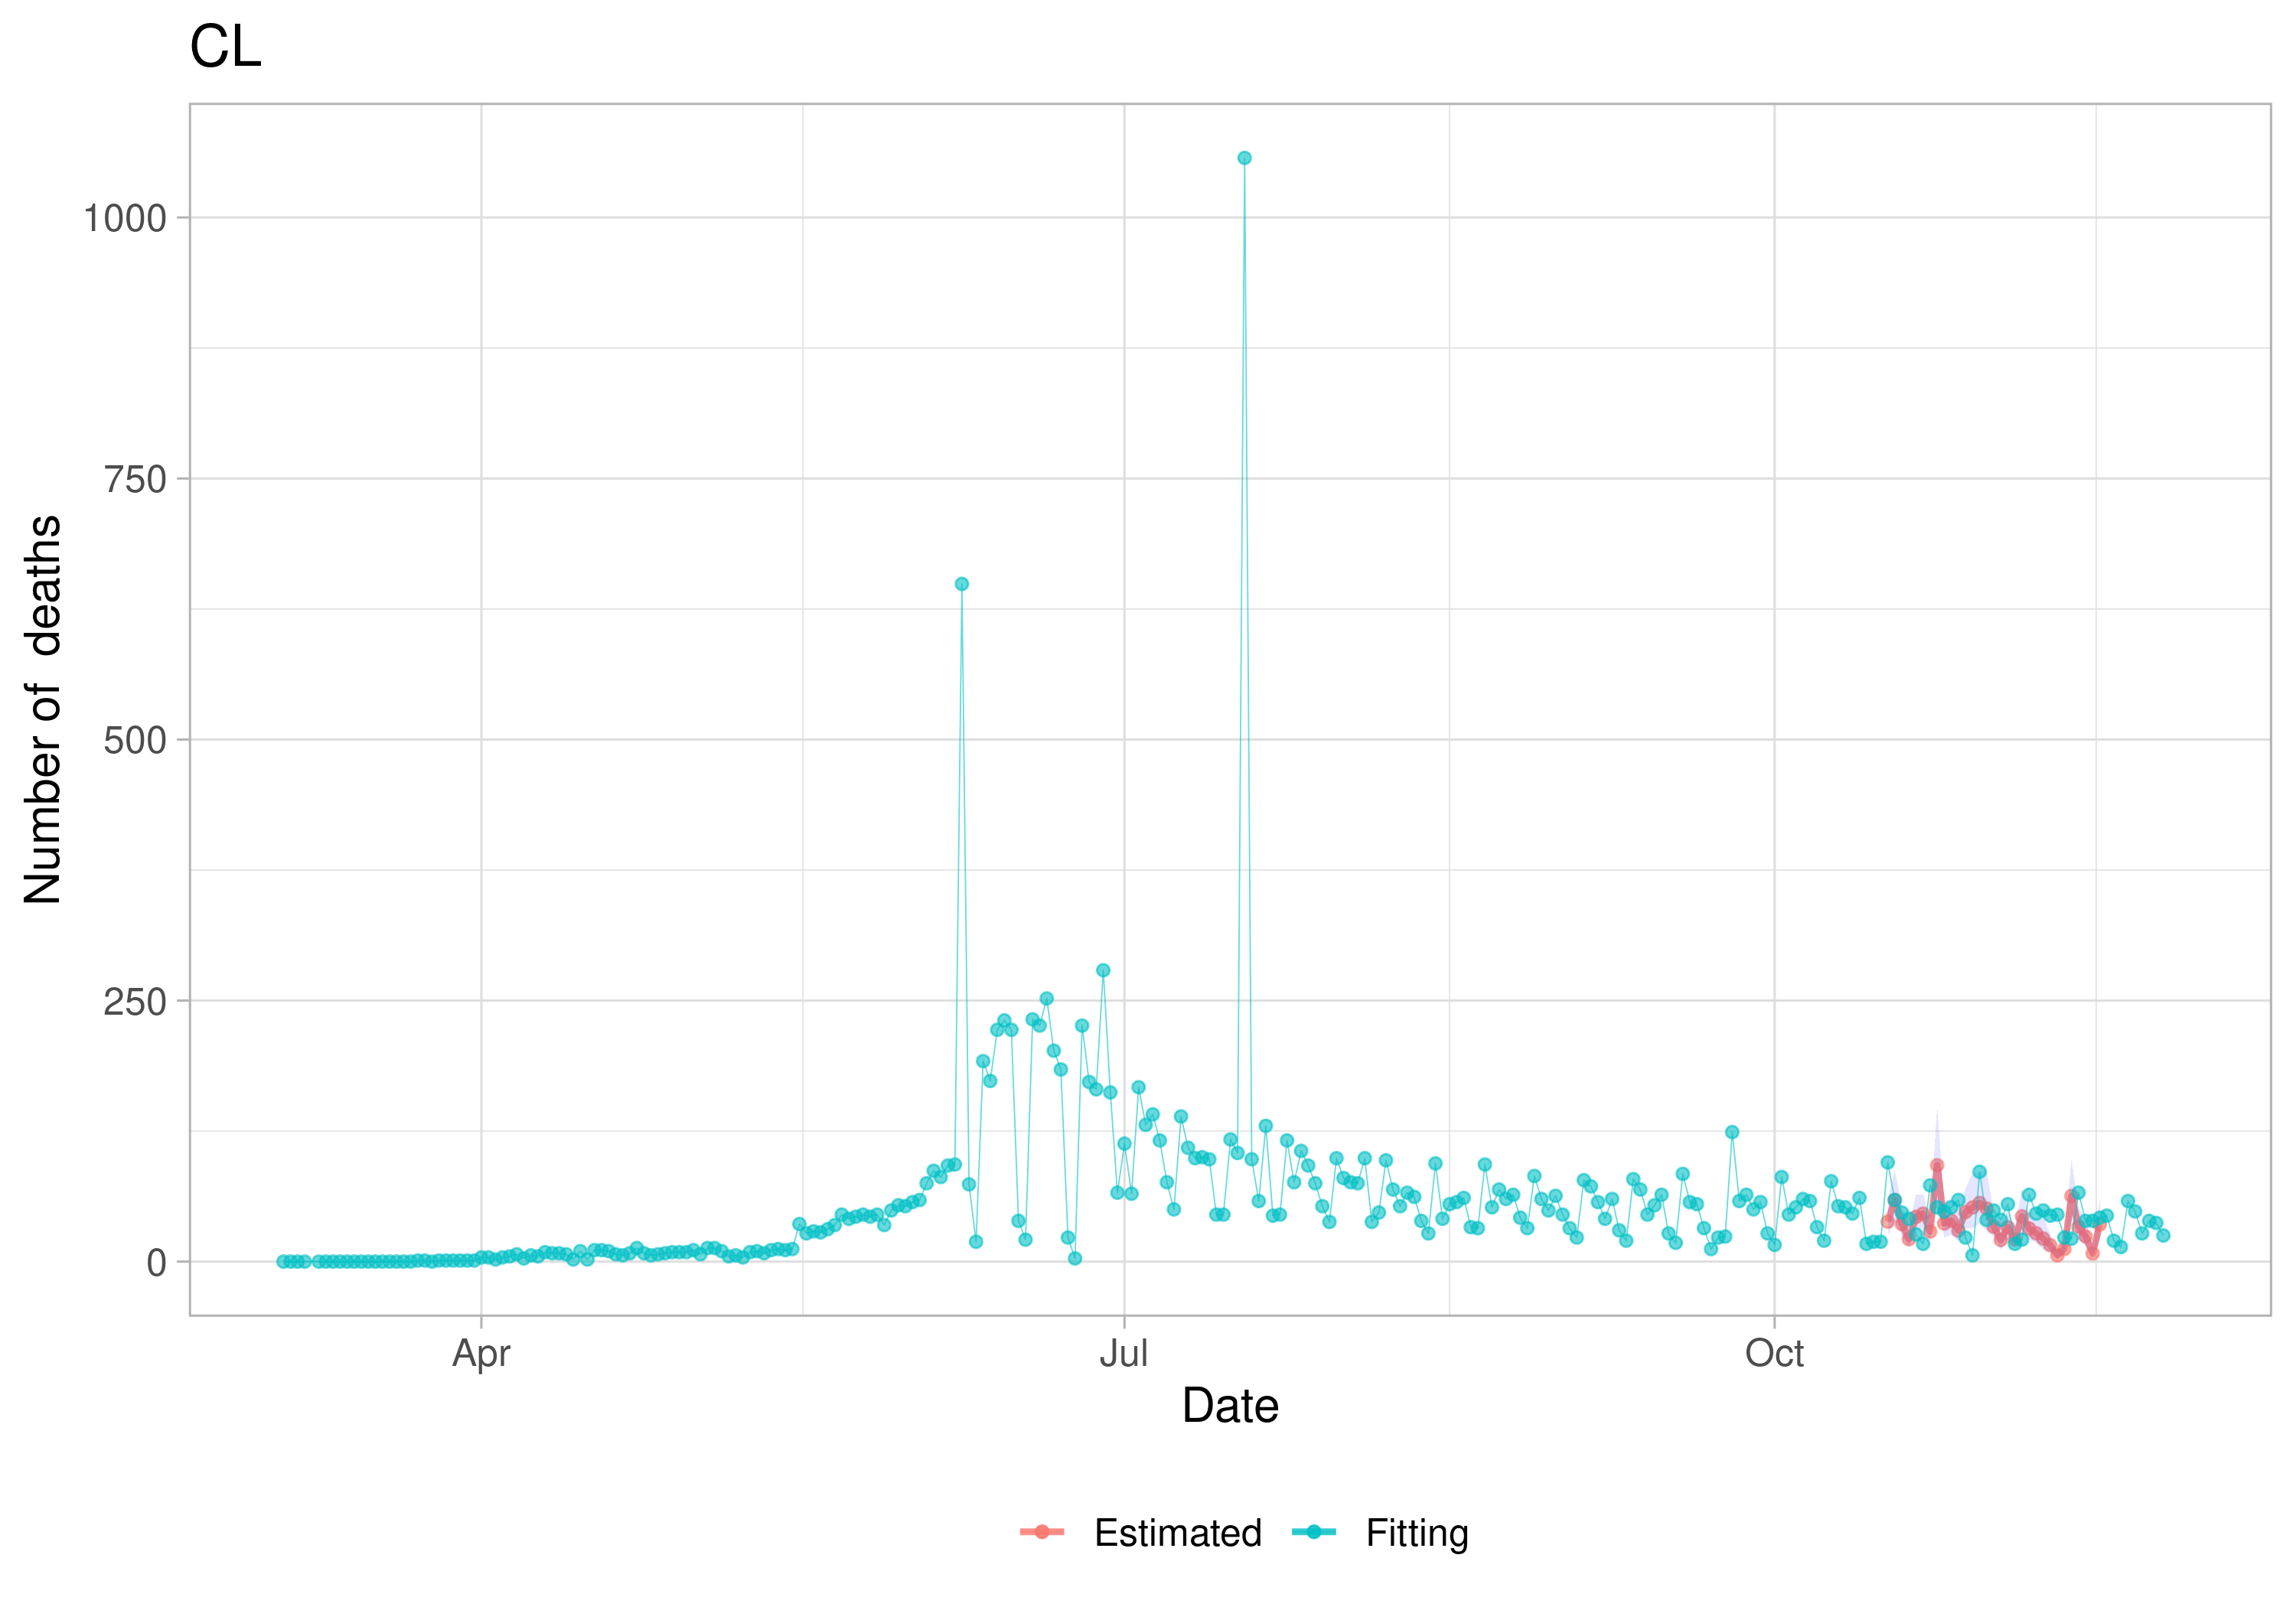 CL
Number of  deaths
1000
750
500
250
0
Apr
Jul
Oct
Date
Estimated
Fitting